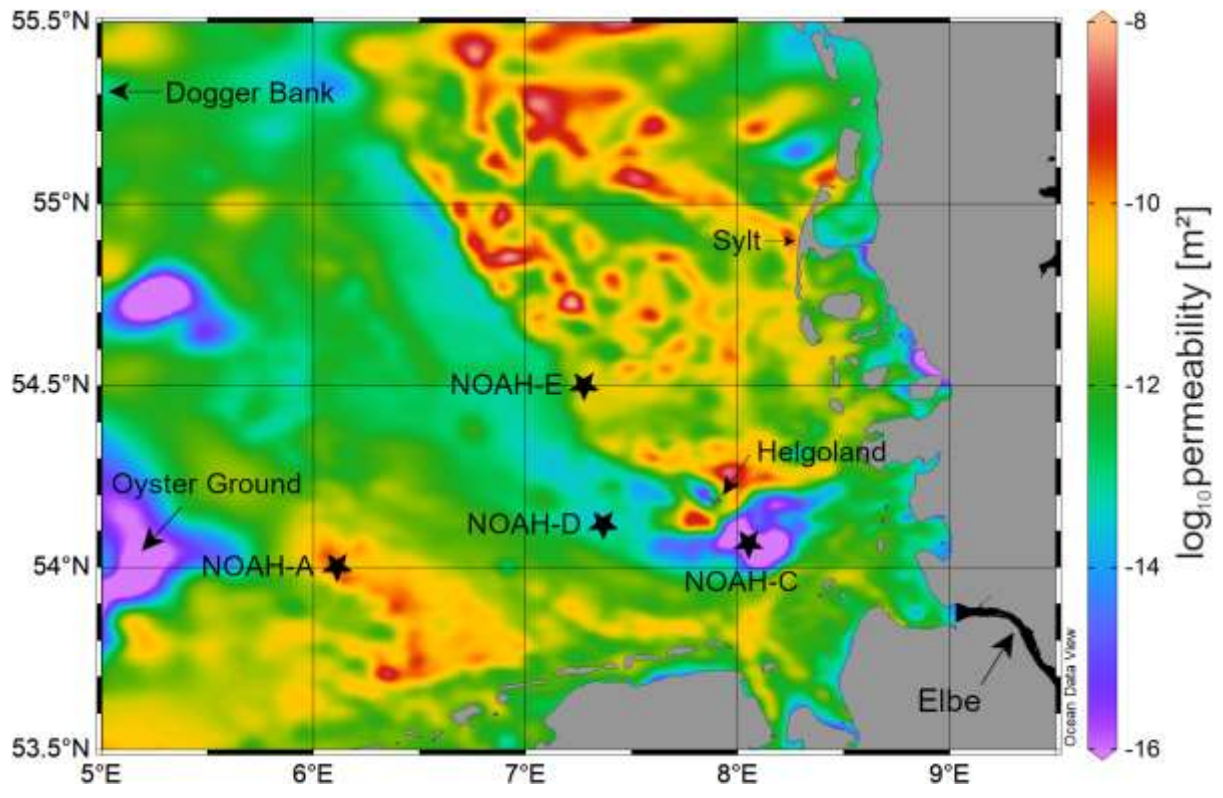 55.5°N
-8
Dogger Bank
55°N
-10
Sylt
log₁₀permeability [m²]
54.5°N
NOAH-E
-12
Helgoland
Oyster Ground
NOAH-D
54°N
NOAH-A
NOAH-C
-14
Elbe
Ocean Data View
53.5°N
-16
5°E
6°E
7°E
8°E
9°E